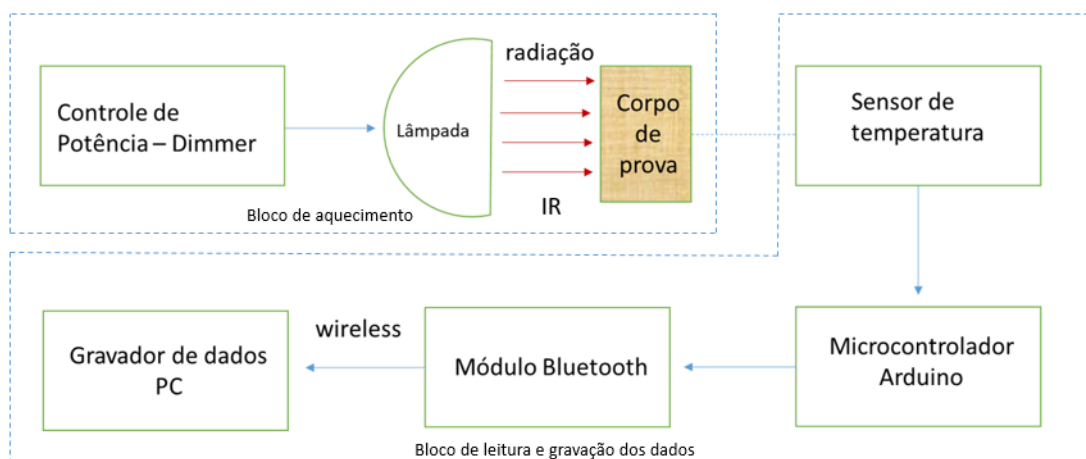 radiação
Controle de
Potência – Dimmer
Lâmpada
Corpo
de
prova
IR
Bloco de aquecimento
Sensor de
temperatura
Gravador de dados
PC
wireless
Módulo Bluetooth
Microcontrolador
Arduino
Bloco de leitura e gravação dos dados